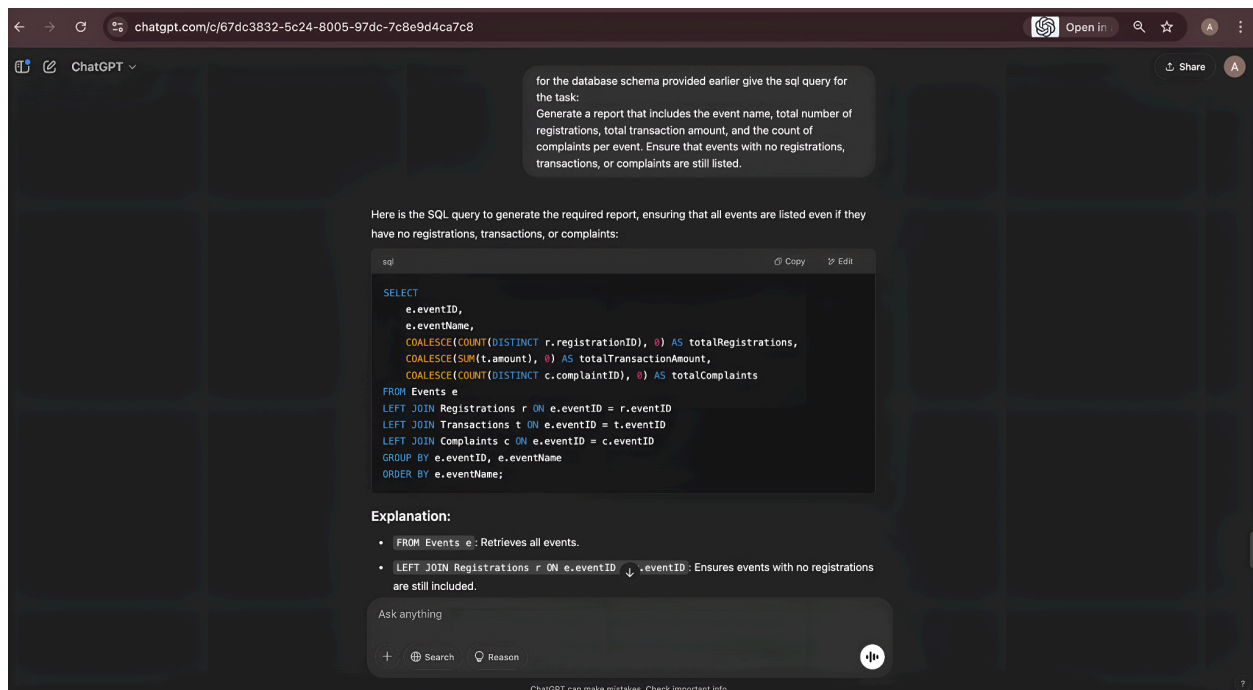 chatgpt.com/c/67dc3832-5c24-8005-97dc-7c8e9d4ca7c8
Open in
A
ChatGPT
Share
A
for the database schema provided earlier give the sql query for
the task:
Generate a report that includes the event name, total number of
registrations, total transaction amount, and the count of
complaints per event. Ensure that events with no registrations,
transactions, or complaints are still listed.
Here is the SQL query to generate the required report, ensuring that all events are listed even if they
have no registrations, transactions, or complaints:
sql
Copy
Edit
SELECT
e.eventID,
e.eventName,
COALESCE(COUNT(DISTINCT r.registrationID), 0) AS totalRegistrations,
COALESCE(SUM(t.amount), 0) AS totalTransactionAmount,
COALESCE(COUNT(DISTINCT c.complaintID), 0) AS totalComplaints
FROM Events e
LEFT JOIN Registrations r ON e.eventID = r.eventID
LEFT JOIN Transactions t ON e.eventID = t.eventID
LEFT JOIN Complaints c ON e.eventID = c.eventID
GROUP BY e.eventID, e.eventName
ORDER BY e.eventName;
Explanation:
• FROM Events e: Retrieves all events.
• LEFT JOIN Registrations r ON e.eventID .eventID: Ensures events with no registrations
are still included.
Ask anything
Search
Reason
ChatGPT can make mistakes. Check important info.
?